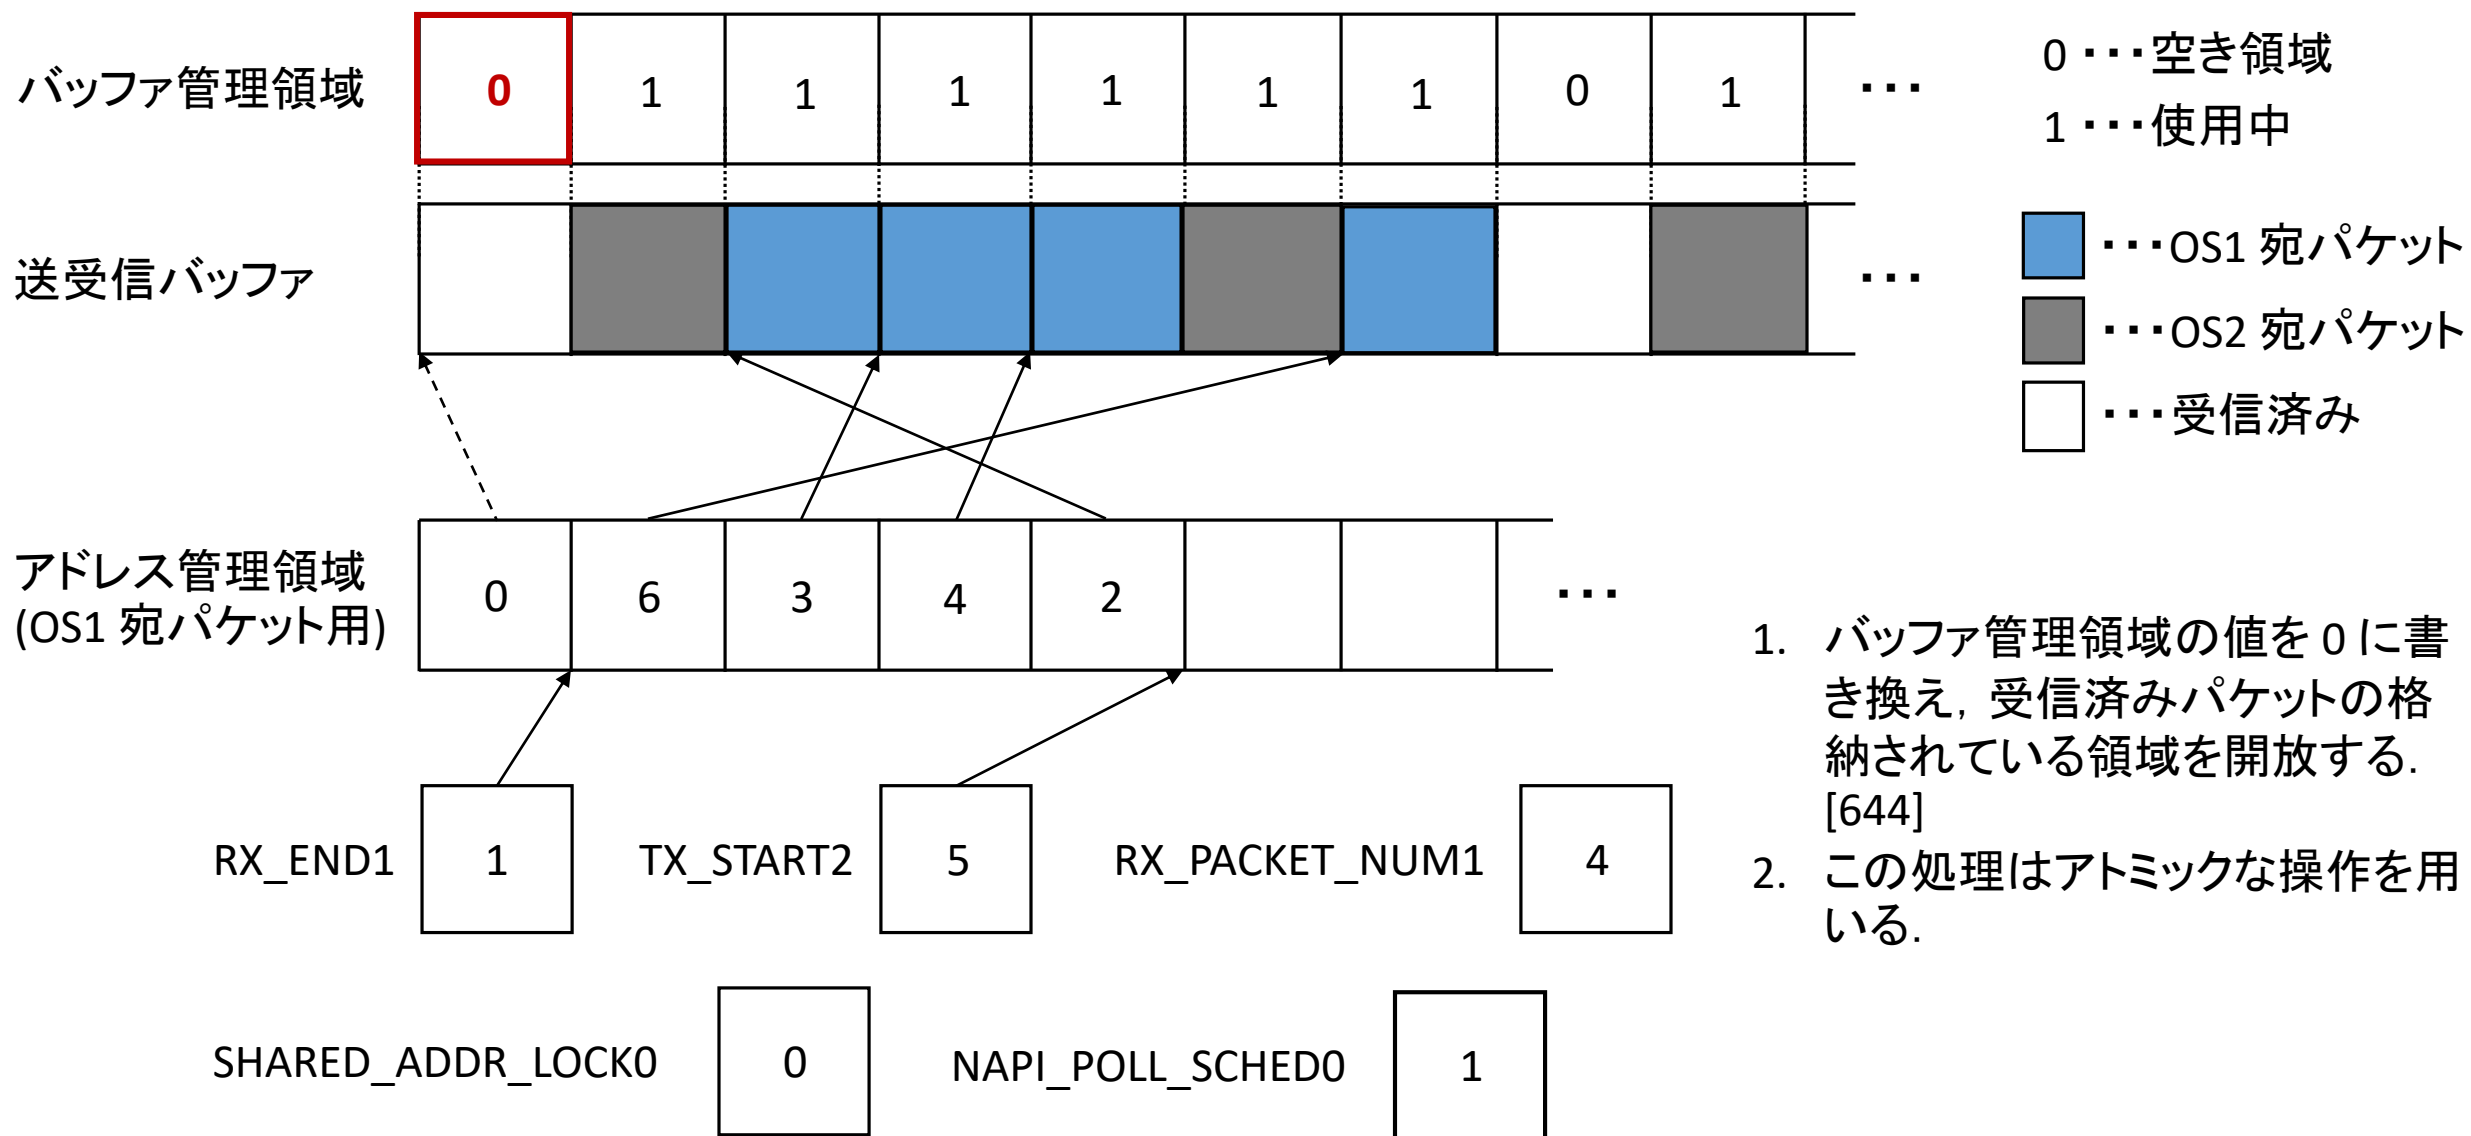 バッファ管理領域 0 1 1 1 1 1 1 0 1 ・・・
0 ・・・空き領域
1 ・・・使用中
送受信バッファ ・・・
・・・OS1 宛パケット
・・・OS2 宛パケット
・・・受信済み
アドレス管理領域
(OS1 宛パケット用)
0 6 3 4 2 ・・・
1. バッファ管理領域の値を 0 に書
き換え，受信済みパケットの格
納されている領域を開放する．
[644]
2. この処理はアトミックな操作を用
いる．
RX_END1 1 TX_START2 5 RX_PACKET_NUM1 4
SHARED_ADDR_LOCK0 0 NAPI_POLL_SCHED0 1